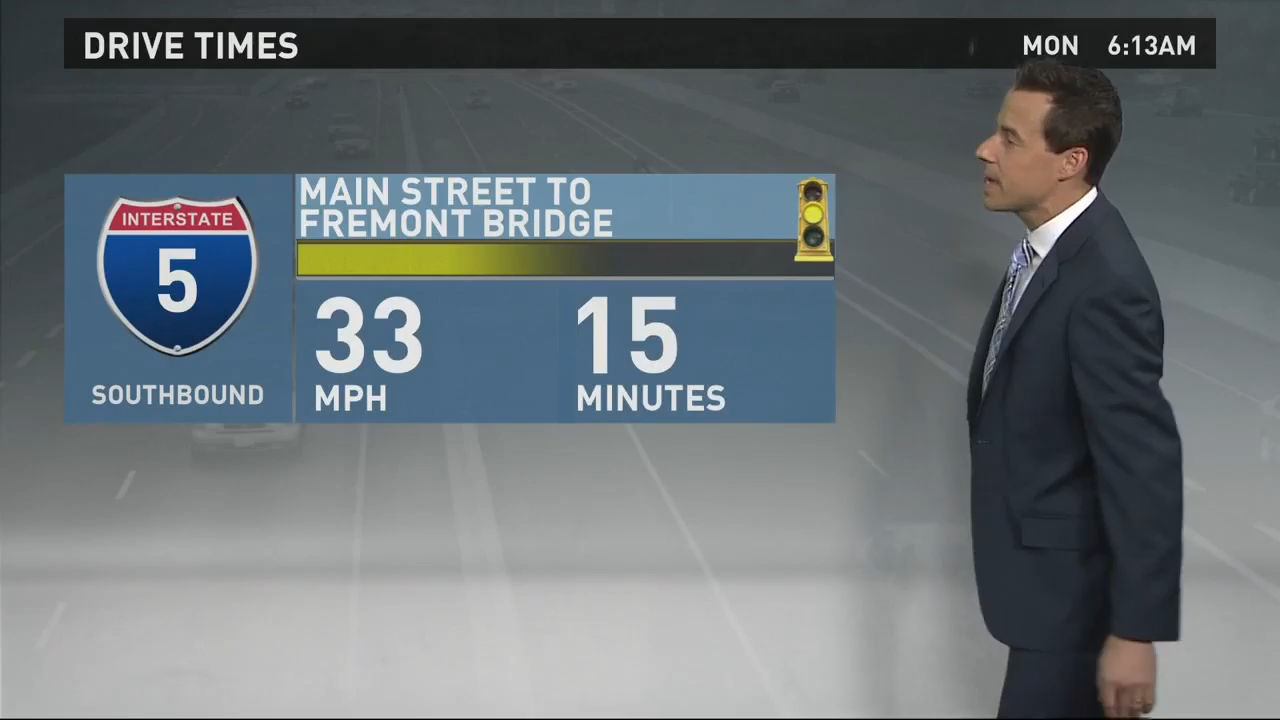 DRIVE TIMES
MON 6:13AM
INTERSTATE
5
SOUTHBOUND
MAIN STREET TO
FREMONT BRIDGE
33
MPH
15
MINUTES